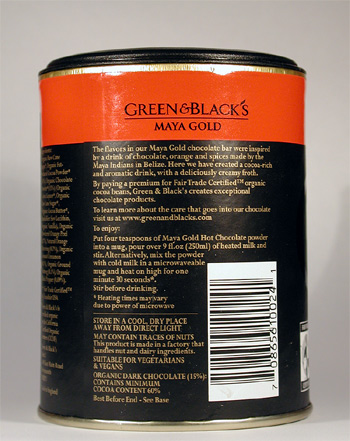 GREEN&BLACK'S
MAYA GOLD
The flavors in our Maya Gold chocolate bar were inspired
by a drink of chocolate, orange and spices made by the
Maya Indians in Belize. Here we have created a cocoa-rich
and aromatic drink, with a deliciously creamy froth.
By paying a premium for FairTrade Certified™ organic
cocoa beans, Green & Black's creates exceptional
chocolate products.
To learn more about the care that goes into our chocolate
visit us at www.greenandblacks.com
To enjoy:
Put four teaspoons of Maya Gold Hot Chocolate powder
into a mug, pour over 9 fl.oz (250ml) of heated milk and
stir. Alternatively, mix the powder
with cold milk in a microwaveable
mug and heat on high for one
minute 30 seconds*.
Stir before drinking.
* Heating times may vary
due to power of microwave
STORE IN A COOL, DRY PLACE
AWAY FROM DIRECT LIGHT
MAY CONTAIN TRACES OF NUTS
This product is made in a factory that
handles nut and dairy ingredients.
SUITABLE FOR VEGETARIANS
& VEGANS
ORGANIC DARK CHOCOLATE (15%):
CONTAINS MINIMUM
COCOA CONTENT 60%
Best Before End - See Base